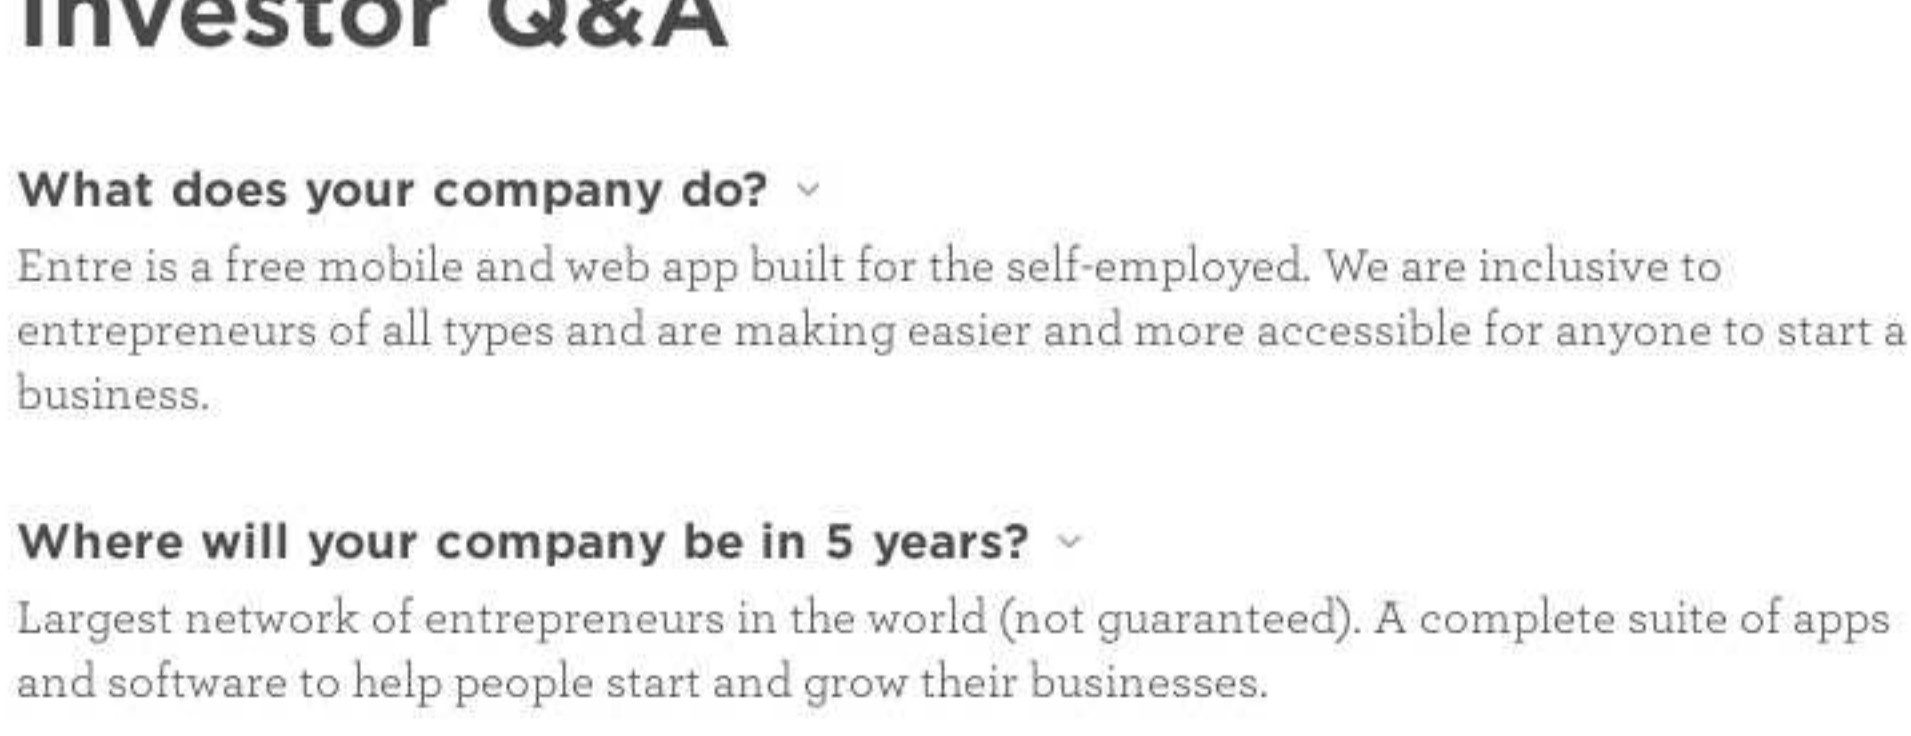 Investor Q&A
What does your company do?
Entre is a free mobile and web app built for the self-employed. We are inclusive to
entrepreneurs of all types and are making easier and more accessible for anyone to start a
business.
Where will your company be in 5 years?
Largest network of entrepreneurs in the world (not guaranteed). A complete suite of apps
and software to help people start and grow their businesses.